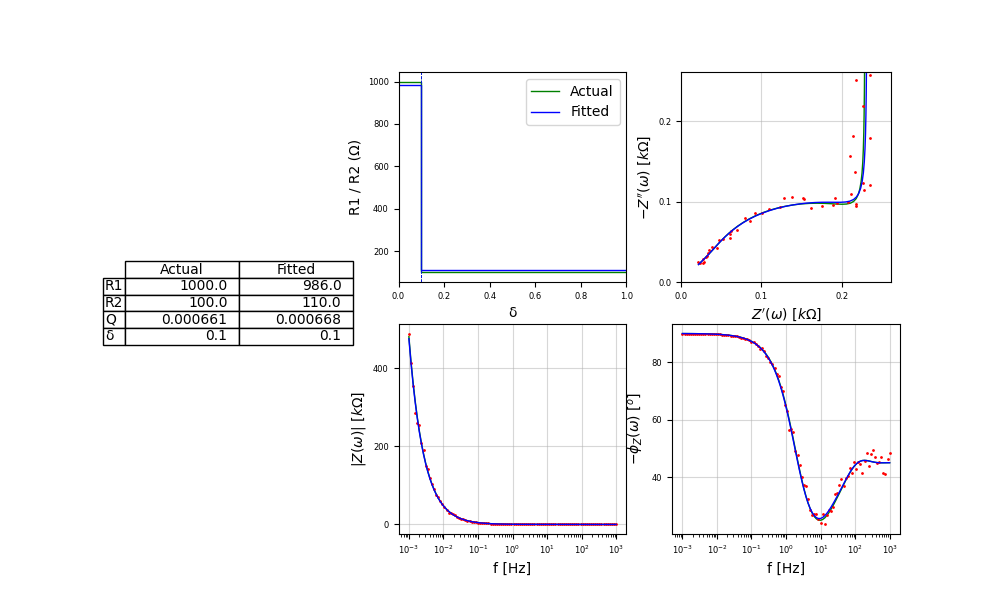 Actual Fitted
R1 1000.0 986.0
R2 100.0 110.0
Q 0.000661 0.000668
δ 0.1 0.1
R1 / R2 (Ω)
1000
800
600
400
200
0.0 0.2 0.4 0.6 0.8 1.0
δ
Actual
Fitted
−Z′′(ω) [kΩ]
0.2
0.1
0.0
0.0 0.1 0.2
Z′(ω) [kΩ]
|Z(ω)| [kΩ]
400
200
0
10⁻³ 10⁻² 10⁻¹ 10⁰ 10¹ 10² 10³
f [Hz]
−ϕ_Z(ω) [°]
80
60
40
10⁻³ 10⁻² 10⁻¹ 10⁰ 10¹ 10² 10³
f [Hz]